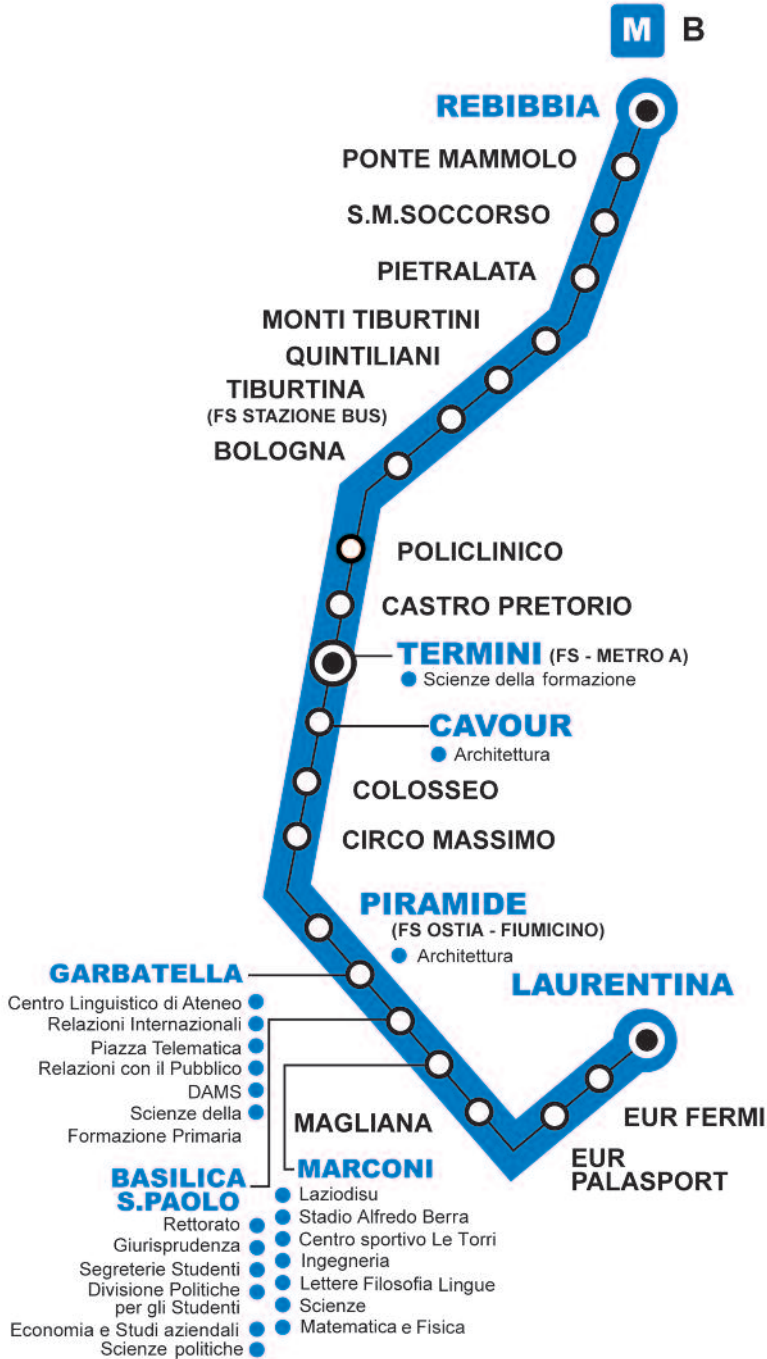 M B
REBIBBIA
PONTE MAMMOLO
S.M.SOCCORSO
PIETRALATA
MONTI TIBURTINI
QUINTILIANI
TIBURTINA
(FS STAZIONE BUS)
BOLOGNA
POLICLINICO
CASTRO PRETORIO
TERMINI (FS - METRO A)
Scienze della formazione
CAVOUR
Architettura
COLOSSEO
CIRCO MASSIMO
PIRAMIDE
(FS OSTIA - FIUMICINO)
Architettura
GARBATELLA
Centro Linguistico di Ateneo
Relazioni Internazionali
Piazza Telematica
Relazioni con il Pubblico
DAMS
Scienze della
Formazione Primaria
BASILICA
S.PAOLO
Rettorato
Giurisprudenza
Segreterie Studenti
Divisione Politiche
per gli Studenti
Economia e Studi aziendali
Scienze politiche
MARCONI
Laziodisu
Stadio Alfredo Berra
Centro sportivo Le Torri
Ingegneria
Lettere Filosofia Lingue
Scienze
Matematica e Fisica
MAGLIANA
EUR
PALASPORT
EUR FERMI
LAURENTINA